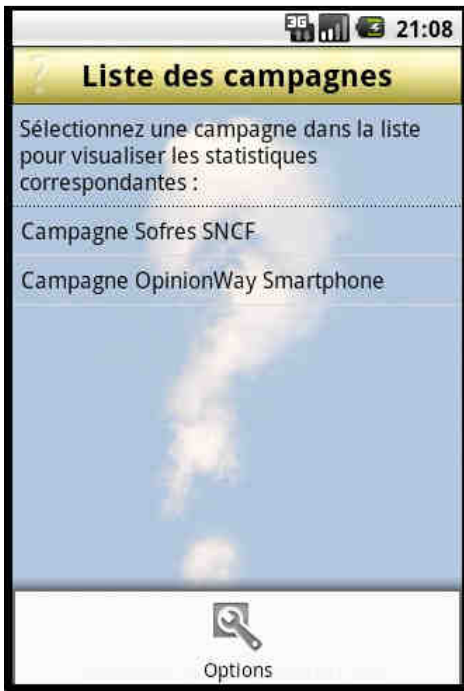 3G 21:08
? Liste des campagnes
Sélectionnez une campagne dans la liste
pour visualiser les statistiques
correspondantes :
Campagne Sofres SNCF
Campagne OpinionWay Smartphone
Options